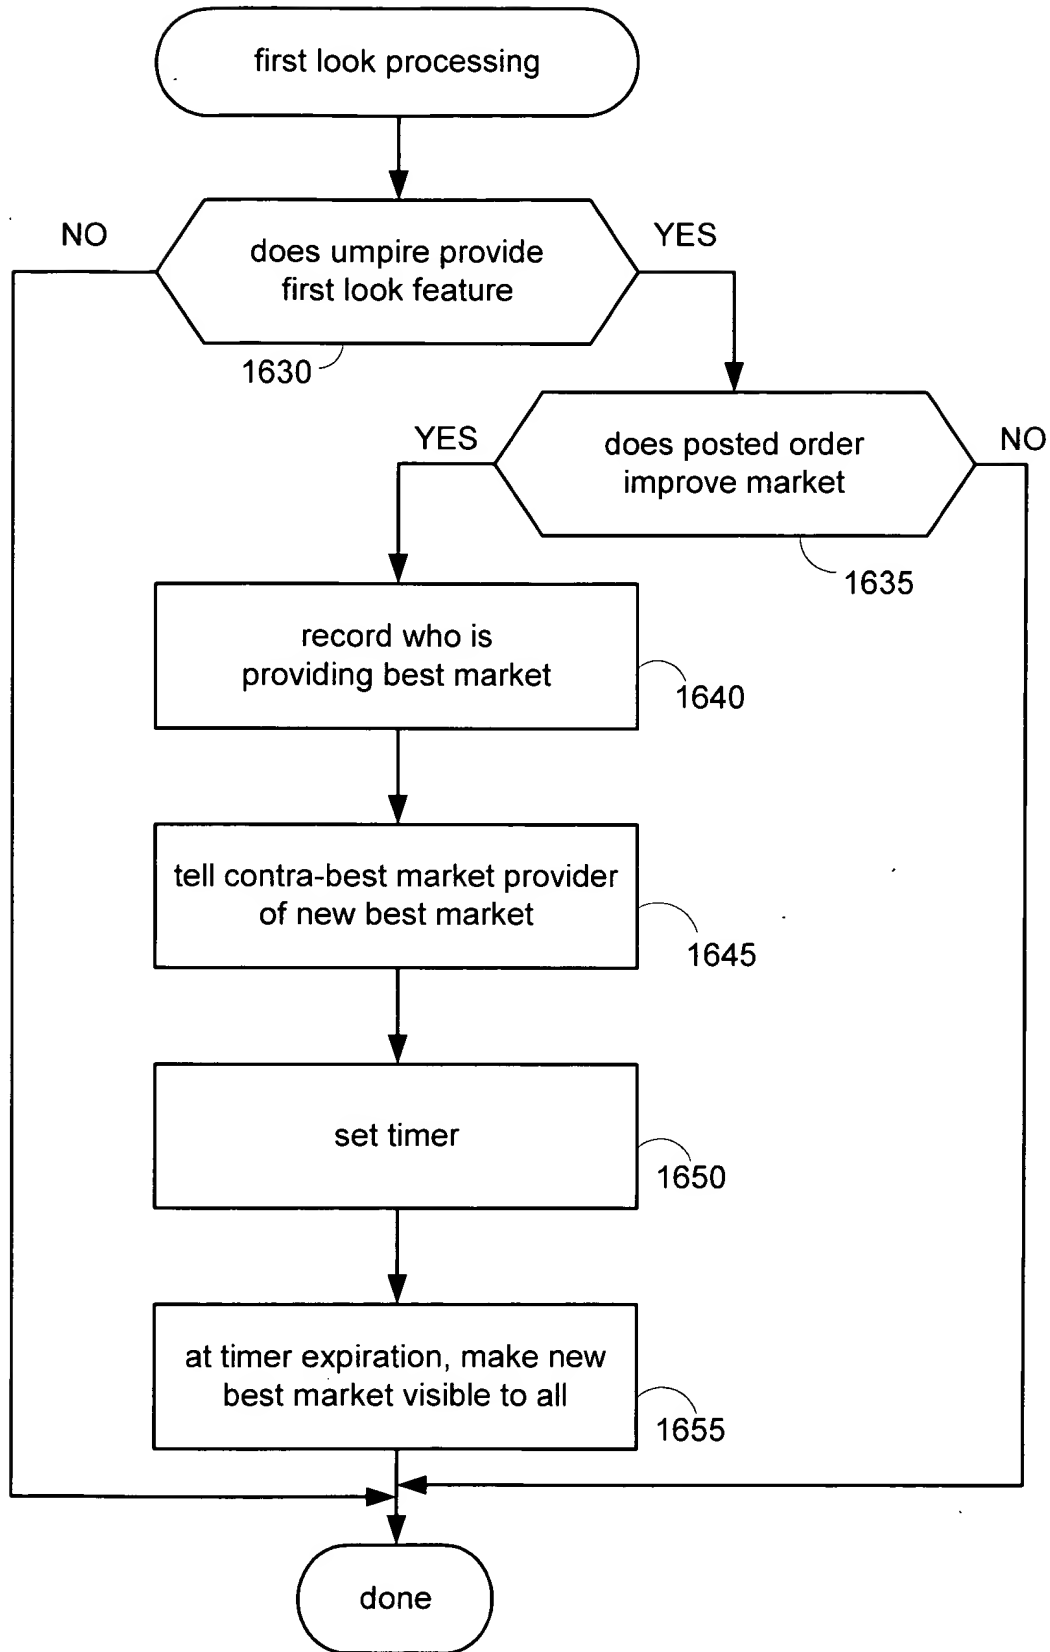 first look processing
NO
YES
does umpire provide
first look feature
1630
YES
NO
does posted order
improve market
1635
record who is
providing best market
1640
tell contra-best market provider
of new best market
1645
set timer
1650
at timer expiration, make new
best market visible to all
1655
done